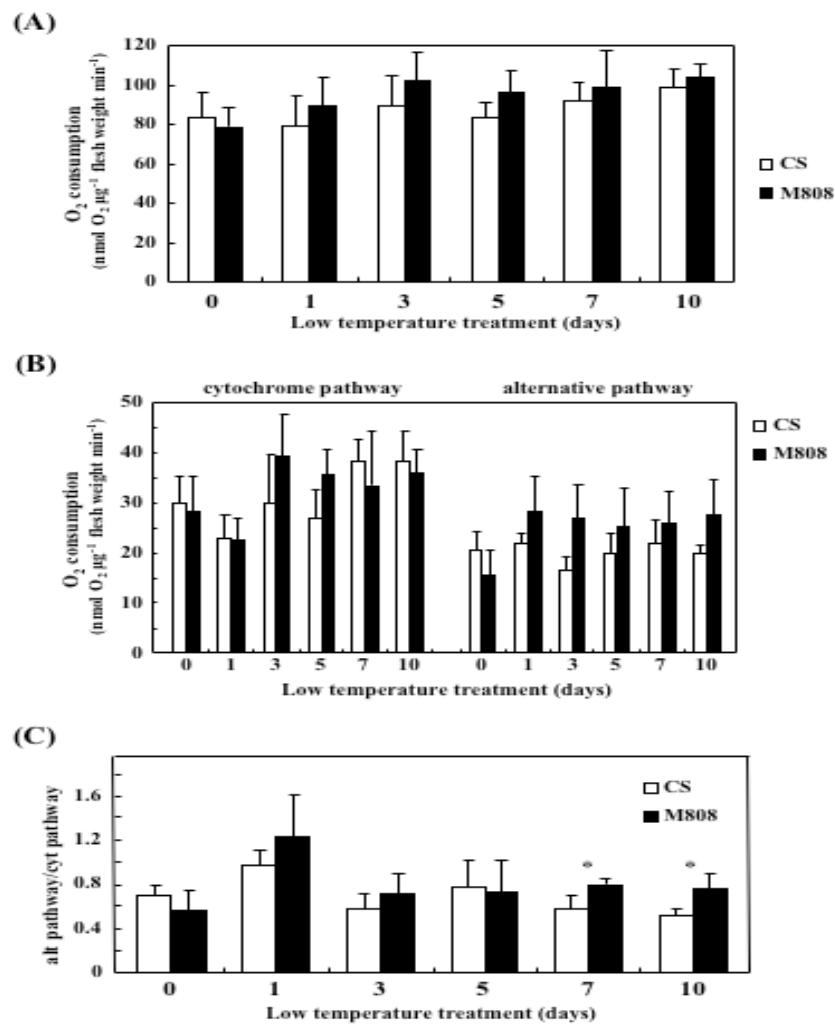 (A)
120
100
80
60
40
20
0
O₂ consumption
(nmol O₂ µg⁻¹ flesh weight min⁻¹)
CS
M808
0 1 3 5 7 10
Low temperature treatment (days)
(B)
cytochrome pathway alternative pathway
50
40
30
20
10
0
O₂ consumption
(nmol O₂ µg⁻¹ flesh weight min⁻¹)
CS
M808
0 1 3 5 7 10 0 1 3 5 7 10
Low temperature treatment (days)
(C)
1.6
1.2
0.8
0.4
0
alt pathway/cyt pathway
CS
M808
* *
0 1 3 5 7 10
Low temperature treatment (days)